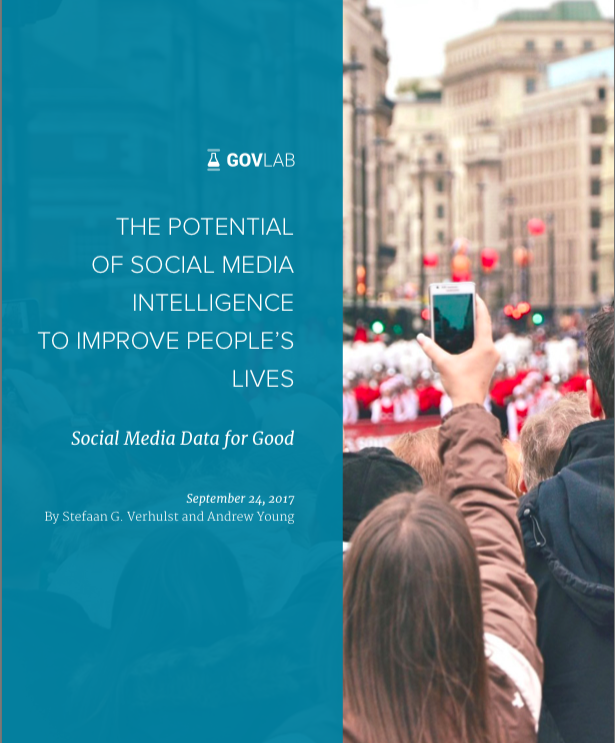 GOVLAB
THE POTENTIAL
OF SOCIAL MEDIA
INTELLIGENCE
TO IMPROVE PEOPLE'S
LIVES
Social Media Data for Good
September 24, 2017
By Stefaan G. Verhulst and Andrew Young